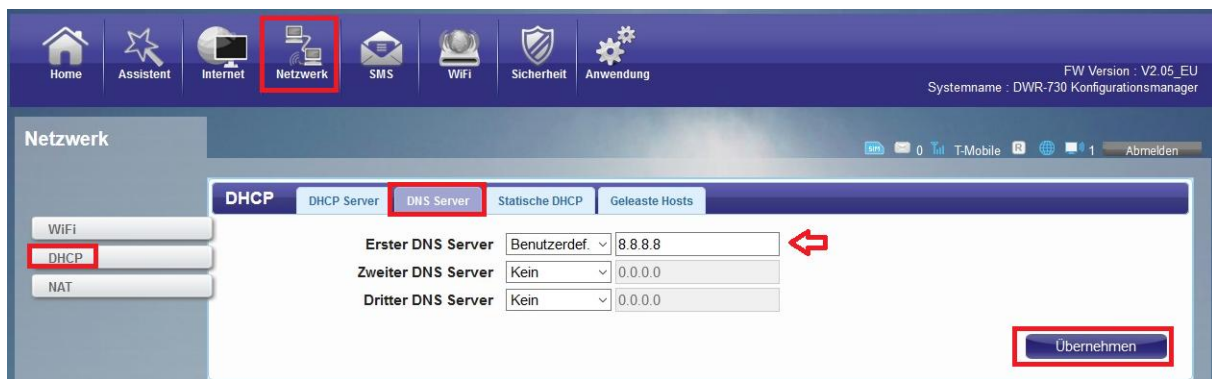 Home Assistent Internet Netzwerk SMS WiFi Sicherheit Anwendung
FW Version : V2.05_EU
Systemname : DWR-730 Konfigurationsmanager
Netzwerk
SIM 0 T-Mobile R 1 Abmelden
DHCP DHCP Server DNS Server Statische DHCP Geleaste Hosts
WiFi
DHCP
NAT
Erster DNS Server Benutzerdef. 8.8.8.8
Zweiter DNS Server Kein 0.0.0.0
Dritter DNS Server Kein 0.0.0.0
Übernehmen